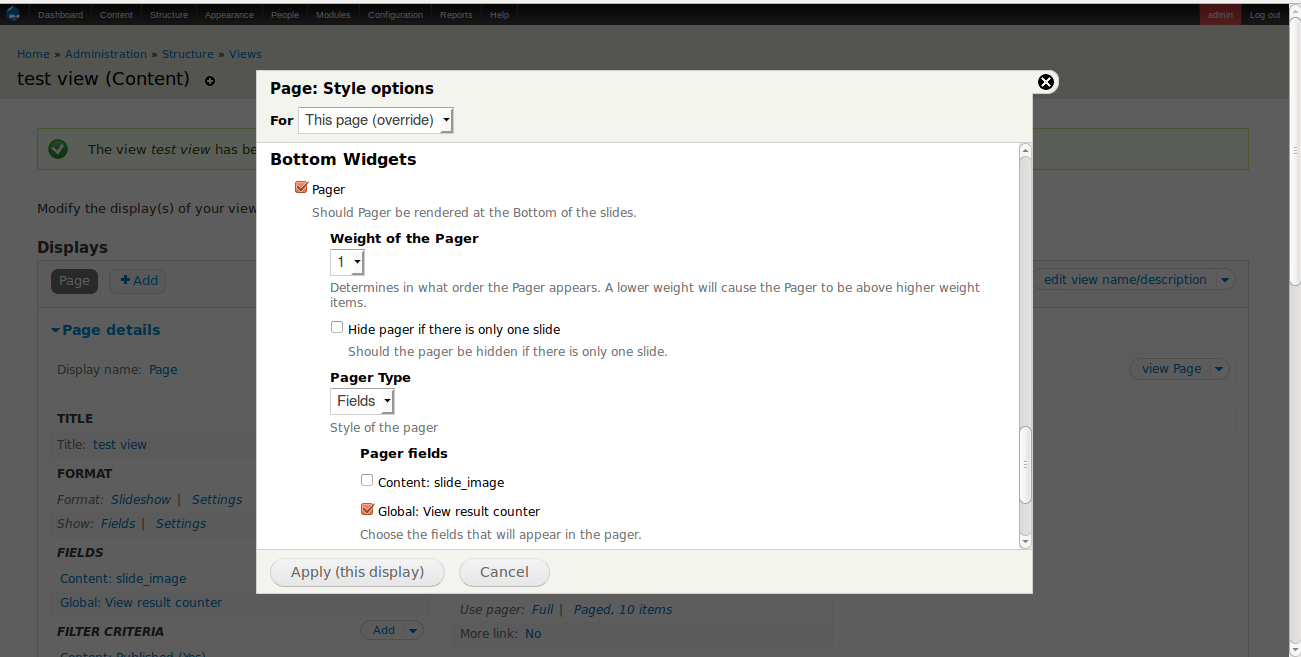 Dashboard Content Structure Appearance People Modules Configuration Reports Help admin Log out
Home » Administration » Structure » Views
test view (Content)
Page: Style options
For This page (override)
The view test view has be
Bottom Widgets
Pager
Should Pager be rendered at the Bottom of the slides.
Modify the display(s) of your view
Weight of the Pager
Displays
1
Page Add edit view name/description
Determines in what order the Pager appears. A lower weight will cause the Pager to be above higher weight
items.
Page details
Hide pager if there is only one slide
Should the pager be hidden if there is only one slide.
Display name: Page view Page
Pager Type
Fields
TITLE
Style of the pager
Title: test view
Pager fields
FORMAT
Content: slide_image
Format: Slideshow | Settings
Global: View result counter
Show: Fields | Settings
Choose the fields that will appear in the pager.
FIELDS
Apply (this display) Cancel
Content: slide_image
Global: View result counter
Use pager: Full | Paged, 10 items
FILTER CRITERIA Add
More link: No
Content: Published (Yes)